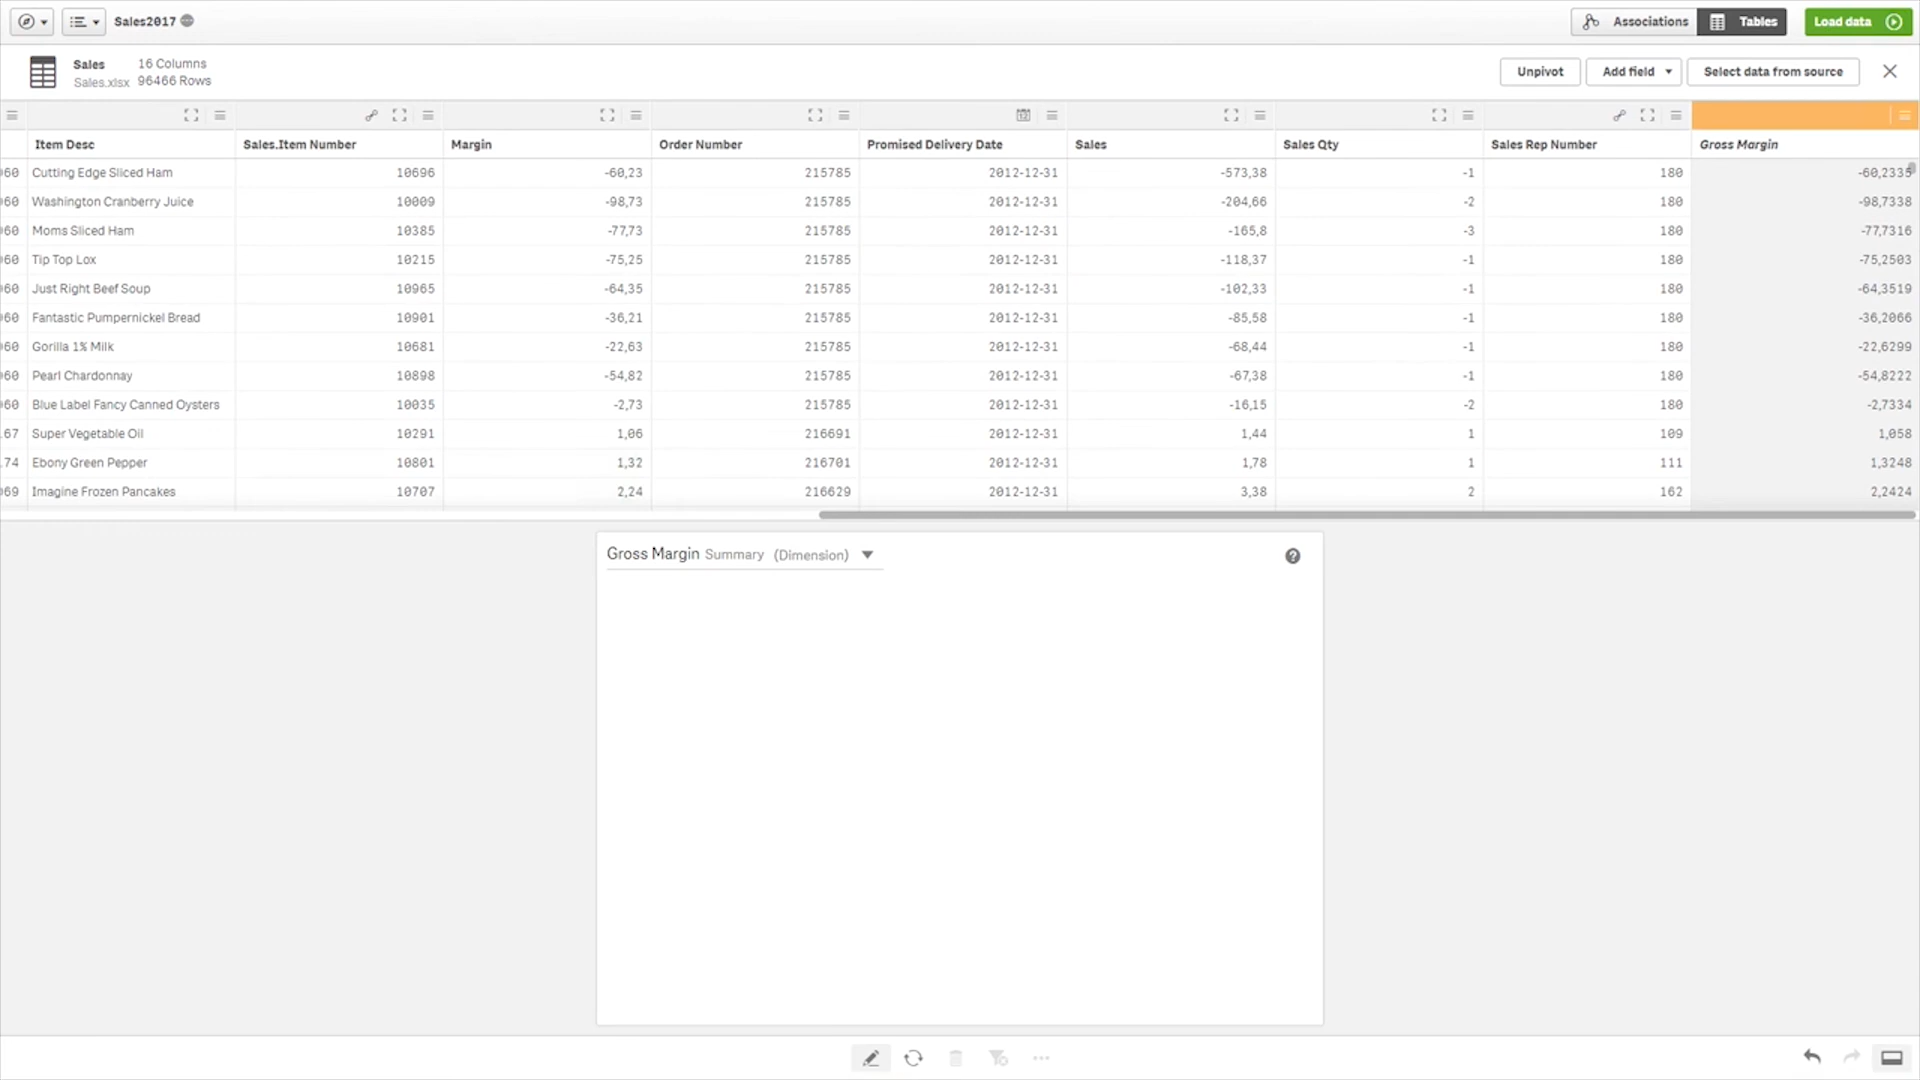 Sales2017
Associations
Tables
Load data
Sales
16 Columns
Sales.xlsx
96466 Rows
Unpivot
Add field
Select data from source
Item Desc Sales.Item Number Margin Order Number Promised Delivery Date Sales Sales Qty Sales Rep Number Gross Margin
060 Cutting Edge Sliced Ham 10696 -60,23 215785 2012-12-31 -573,38 -1 180 -60,2335
060 Washington Cranberry Juice 10009 -98,73 215785 2012-12-31 -204,66 -2 180 -98,7338
060 Moms Sliced Ham 10385 -77,73 215785 2012-12-31 -165,8 -3 180 -77,7316
060 Tip Top Lox 10215 -75,25 215785 2012-12-31 -118,37 -1 180 -75,2503
060 Just Right Beef Soup 10965 -64,35 215785 2012-12-31 -102,33 -1 180 -64,3519
060 Fantastic Pumpernickel Bread 10901 -36,21 215785 2012-12-31 -85,58 -1 180 -36,2066
060 Gorilla 1% Milk 10681 -22,63 215785 2012-12-31 -68,44 -1 180 -22,6299
060 Pearl Chardonnay 10898 -54,82 215785 2012-12-31 -67,38 -1 180 -54,8222
060 Blue Label Fancy Canned Oysters 10035 -2,73 215785 2012-12-31 -16,15 -2 180 -2,7334
.67 Super Vegetable Oil 10291 1,06 216691 2012-12-31 1,44 1 109 1,058
.74 Ebony Green Pepper 10801 1,32 216701 2012-12-31 1,78 1 111 1,3248
069 Imagine Frozen Pancakes 10707 2,24 216629 2012-12-31 3,38 2 162 2,2424
Gross Margin Summary (Dimension)